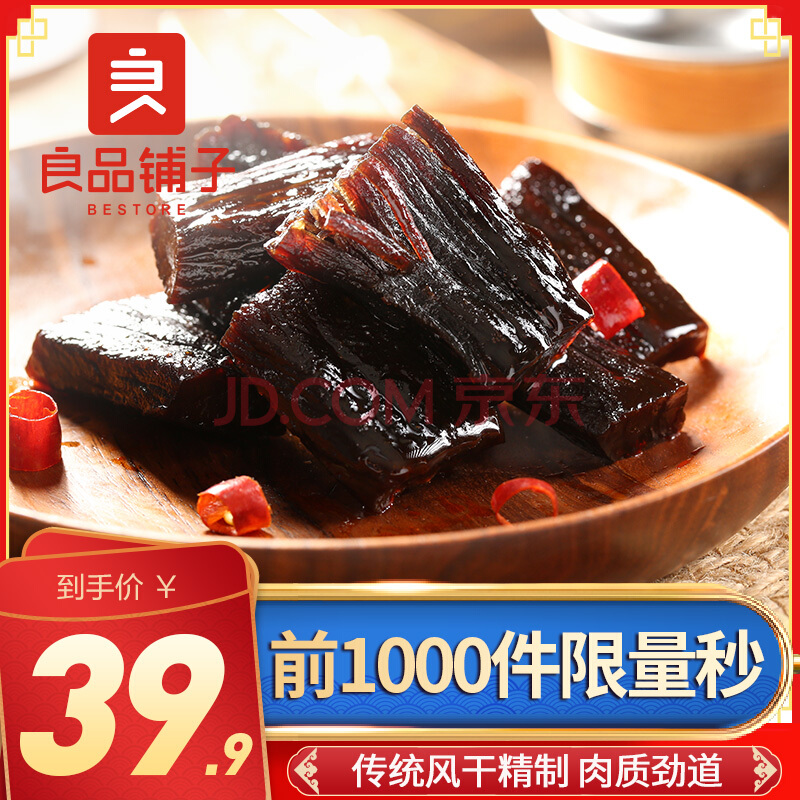 良
良品铺子
BESTORE
JD.COM 京东
到手价 ¥
39.9
前1000件限量秒
传统风干精制 肉质劲道